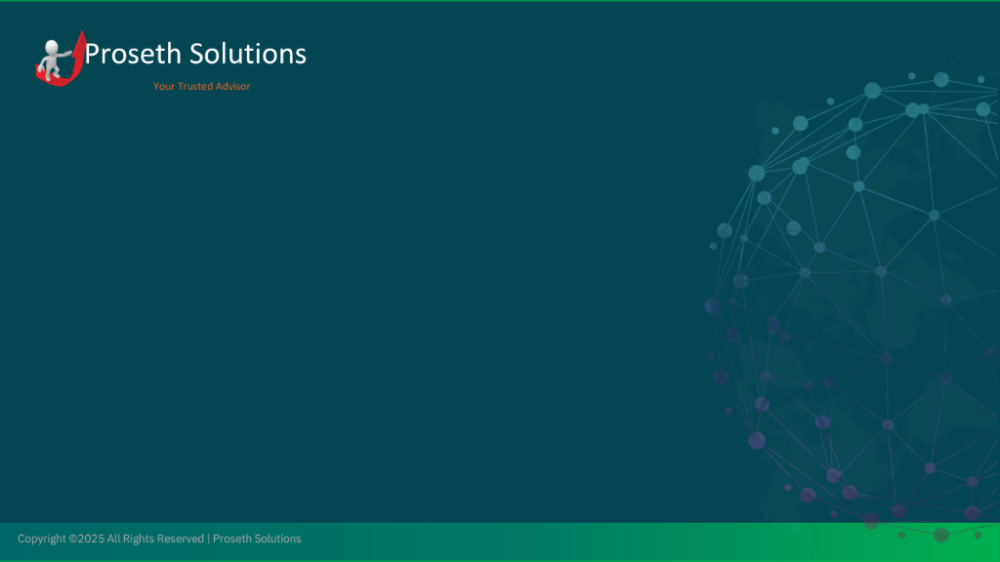 Proseth Solutions
Your Trusted Advisor
Copyright ©2025 All Rights Reserved | Proseth Solutions